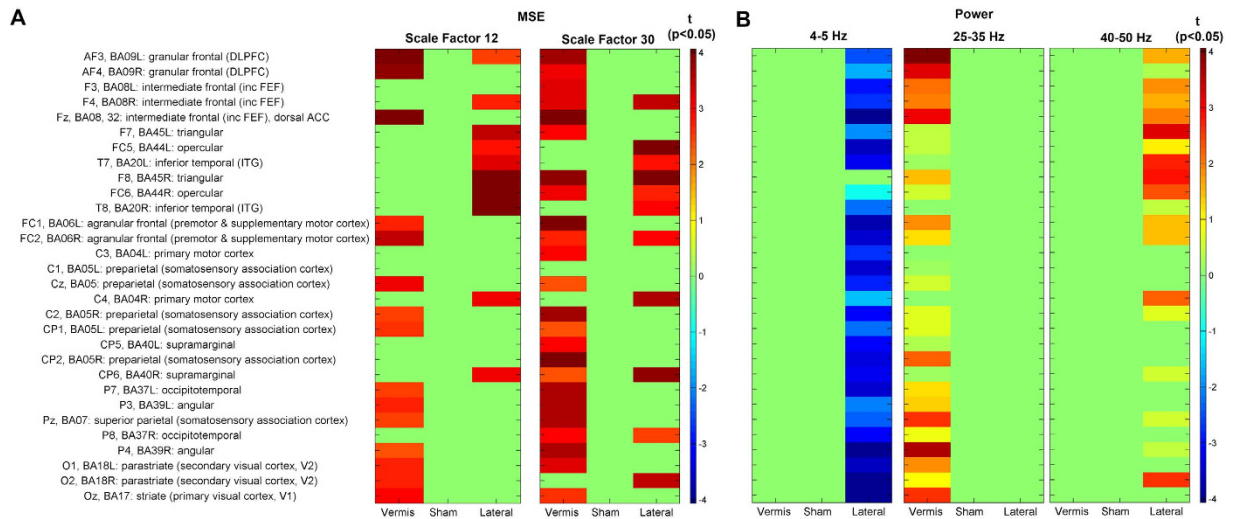 A
MSE
t
(p<0.05)
Scale Factor 12
Scale Factor 30
AF3, BA09L: granular frontal (DLPFC)
AF4, BA09R: granular frontal (DLPFC)
F3, BA08L: intermediate frontal (inc FEF)
F4, BA08R: intermediate frontal (inc FEF)
Fz, BA08, 32: intermediate frontal (inc FEF), dorsal ACC
F7, BA45L: triangular
FC5, BA44L: opercular
T7, BA20L: inferior temporal (ITG)
F8, BA45R: triangular
FC6, BA44R: opercular
T8, BA20R: inferior temporal (ITG)
FC1, BA06L: agranular frontal (premotor & supplementary motor cortex)
FC2, BA06R: agranular frontal (premotor & supplementary motor cortex)
C3, BA04L: primary motor cortex
C1, BA05L: preparietal (somatosensory association cortex)
Cz, BA05: preparietal (somatosensory association cortex)
C4, BA04R: primary motor cortex
C2, BA05R: preparietal (somatosensory association cortex)
CP1, BA05L: preparietal (somatosensory association cortex)
CP5, BA40L: supramarginal
CP2, BA05R: preparietal (somatosensory association cortex)
CP6, BA40R: supramarginal
P7, BA37L: occipitotemporal
P3, BA39L: angular
Pz, BA07: superior parietal (somatosensory association cortex)
P8, BA37R: occipitotemporal
P4, BA39R: angular
O1, BA18L: parastriate (secondary visual cortex, V2)
O2, BA18R: parastriate (secondary visual cortex, V2)
Oz, BA17: striate (primary visual cortex, V1)
Vermis Sham Lateral
Vermis Sham Lateral
4
3
2
1
0
-1
-2
-3
-4
B
Power
t
(p<0.05)
4-5 Hz
25-35 Hz
40-50 Hz
Vermis Sham Lateral
Vermis Sham Lateral
Vermis Sham Lateral
4
3
2
1
0
-1
-2
-3
-4